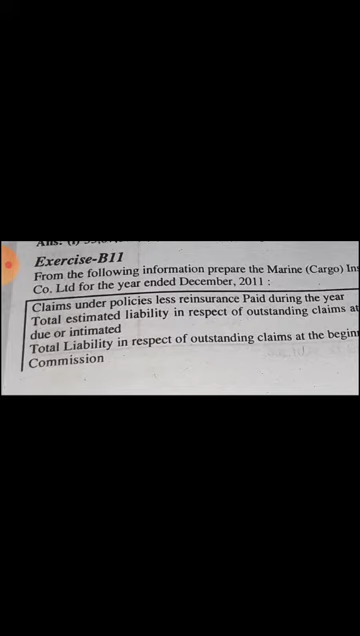 Ans. (i)
Exercise-B11
From the following information prepare the Marine (Cargo) Ins
Co. Ltd for the year ended December, 2011 :
Claims under policies less reinsurance Paid during the year
Total estimated liability in respect of outstanding claims at
due or intimated
Total Liability in respect of outstanding claims at the begin
Commission